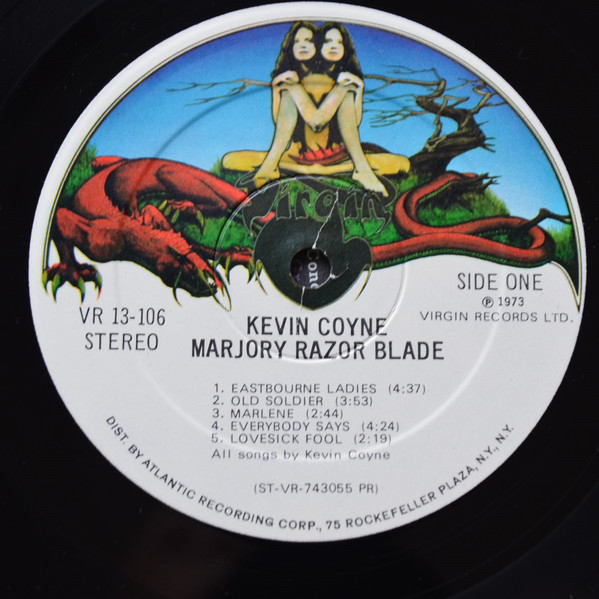 Virgin
VR 13-106
STEREO
SIDE ONE
℗ 1973
VIRGIN RECORDS LTD.
KEVIN COYNE
MARJORY RAZOR BLADE
1. EASTBOURNE LADIES (4:37)
2. OLD SOLDIER (3:53)
3. MARLENE (2:44)
4. EVERYBODY SAYS (4:24)
5. LOVESICK FOOL (2:19)
All songs by Kevin Coyne
(ST-VR-743055 PR)
DIST. BY ATLANTIC RECORDING CORP., 75 ROCKEFELLER PLAZA, N.Y., N.Y.